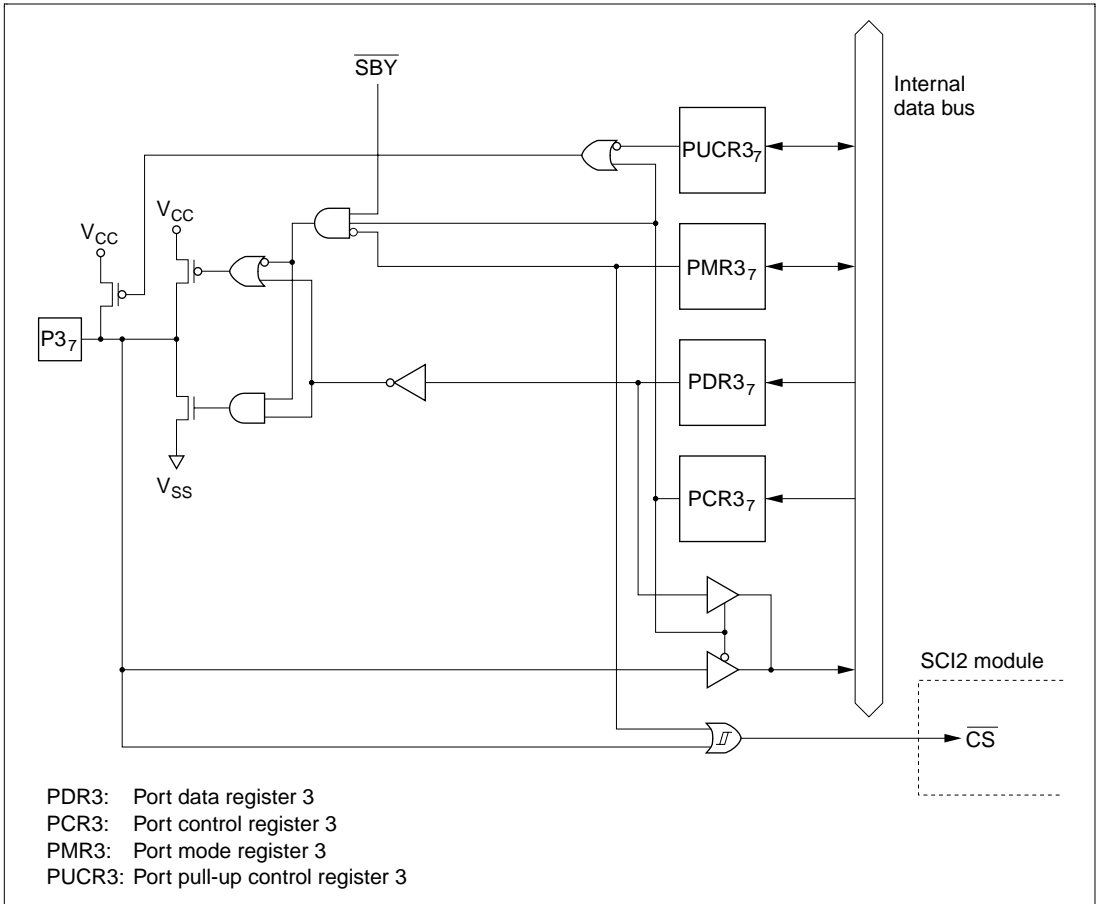 SBY
Internal
data bus
PUCR3₇
V_CC
V_CC
PMR3₇
P3₇
PDR3₇
V_SS
PCR3₇
SCI2 module
CS
PDR3: Port data register 3
PCR3: Port control register 3
PMR3: Port mode register 3
PUCR3: Port pull-up control register 3